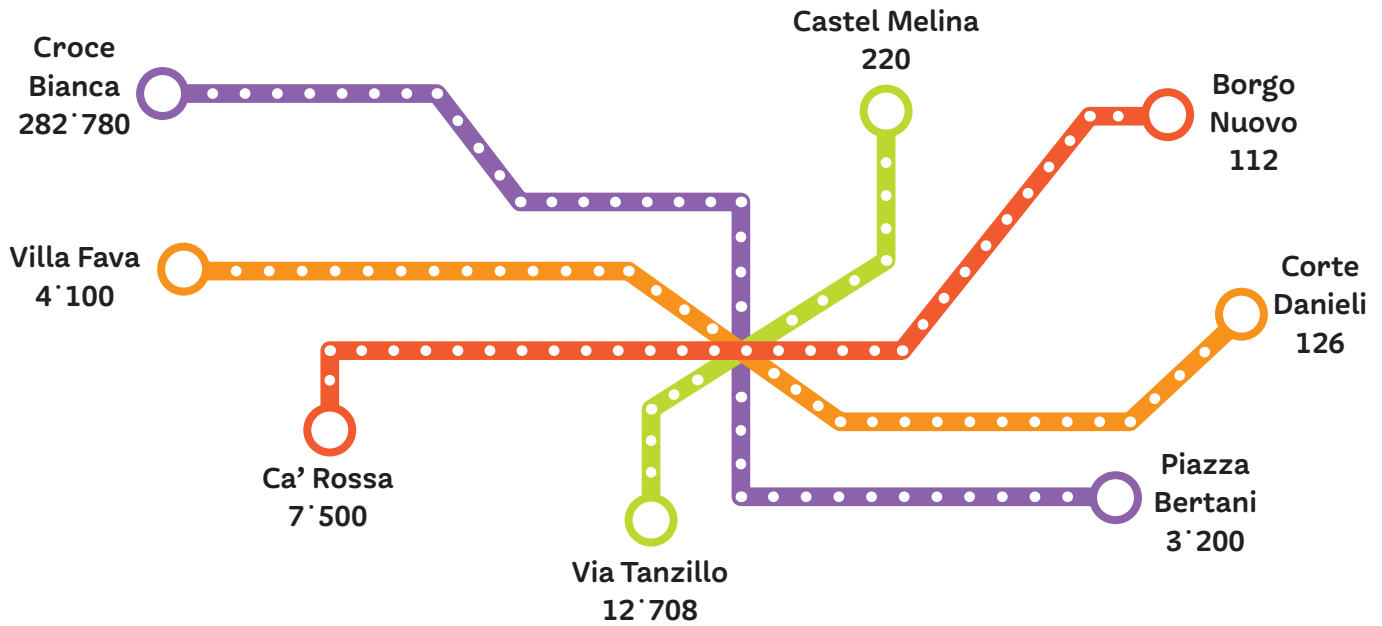 Castel Melina
220
Croce
Bianca
282˙780
Borgo
Nuovo
112
Villa Fava
4˙100
Corte
Danieli
126
Ca’ Rossa
7˙500
Piazza
Bertani
3˙200
Via Tanzillo
12˙708